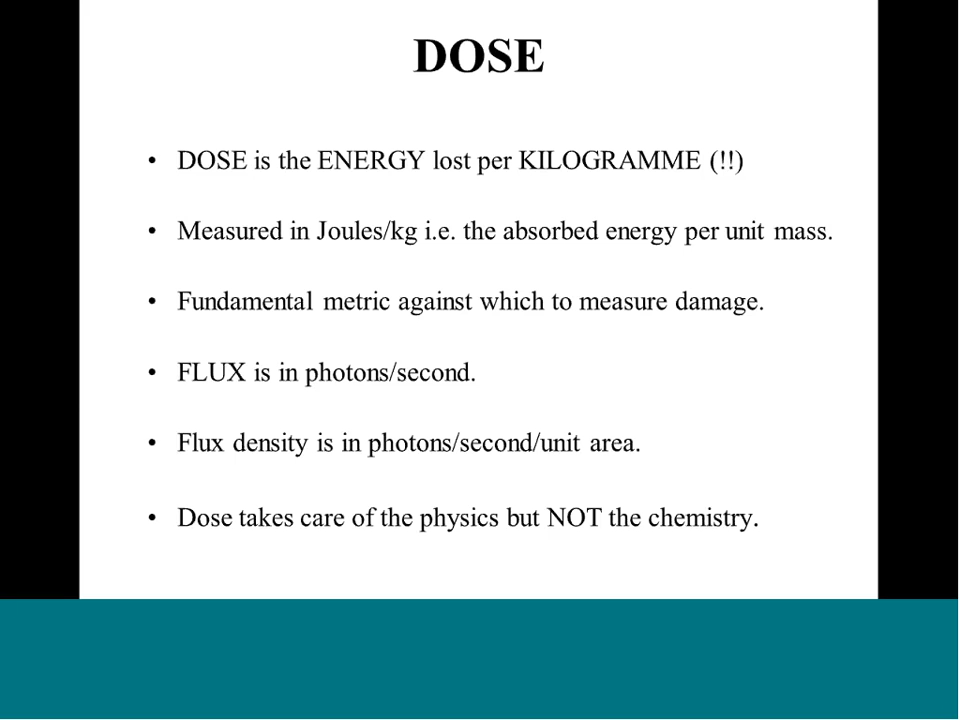 DOSE
• DOSE is the ENERGY lost per KILOGRAMME (!!)
• Measured in Joules/kg i.e. the absorbed energy per unit mass.
• Fundamental metric against which to measure damage.
• FLUX is in photons/second.
• Flux density is in photons/second/unit area.
• Dose takes care of the physics but NOT the chemistry.